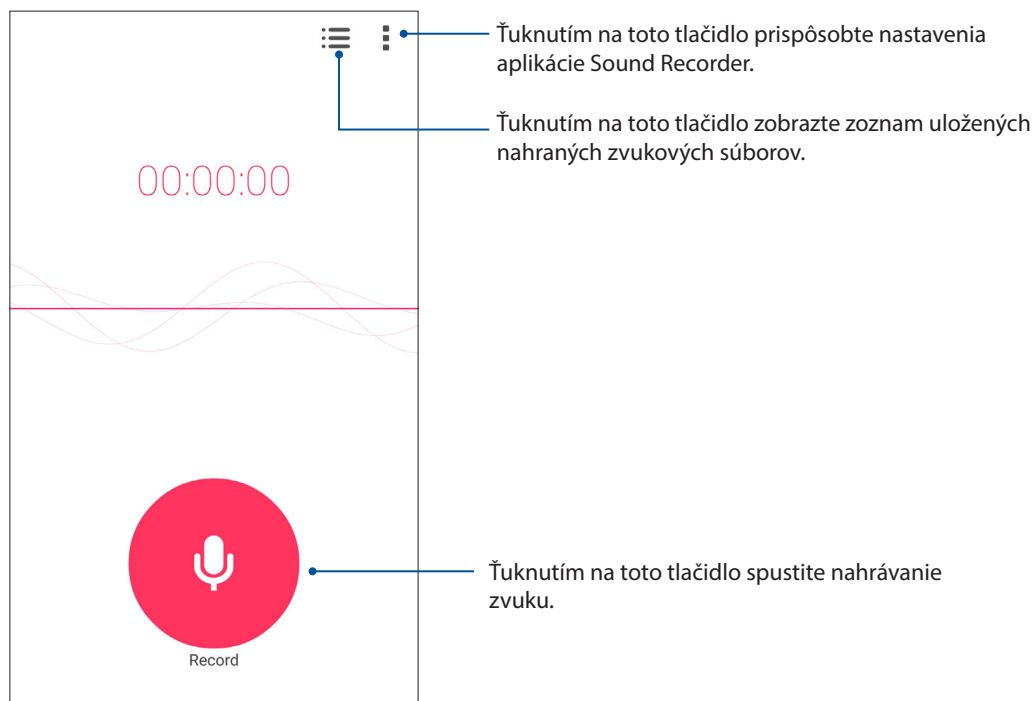 Ťuknutím na toto tlačidlo prispôsobte nastavenia
aplikácie Sound Recorder.
Ťuknutím na toto tlačidlo zobrazte zoznam uložených
nahraných zvukových súborov.
00:00:00
Ťuknutím na toto tlačidlo spustite nahrávanie
zvuku.
Record